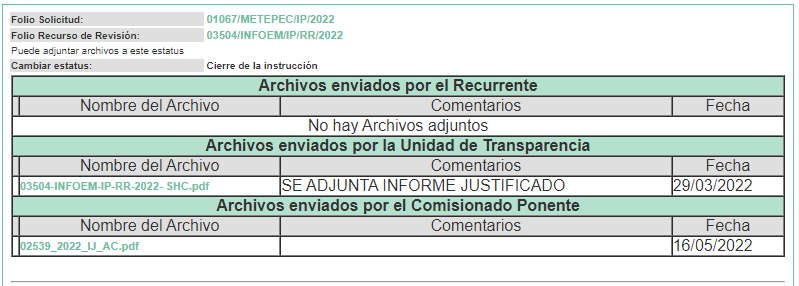 Folio Solicitud: 01067/METEPEC/IP/2022
Folio Recurso de Revisión: 03504/INFOEM/IP/RR/2022
Puede adjuntar archivos a este estatus
Cambiar estatus: Cierre de la instrucción
Archivos enviados por el Recurrente
Nombre del Archivo Comentarios Fecha
No hay Archivos adjuntos
Archivos enviados por la Unidad de Transparencia
Nombre del Archivo Comentarios Fecha
03504-INFOEM-IP-RR-2022- SHC.pdf SE ADJUNTA INFORME JUSTIFICADO 29/03/2022
Archivos enviados por el Comisionado Ponente
Nombre del Archivo Comentarios Fecha
02539_2022_IJ_AC.pdf 16/05/2022